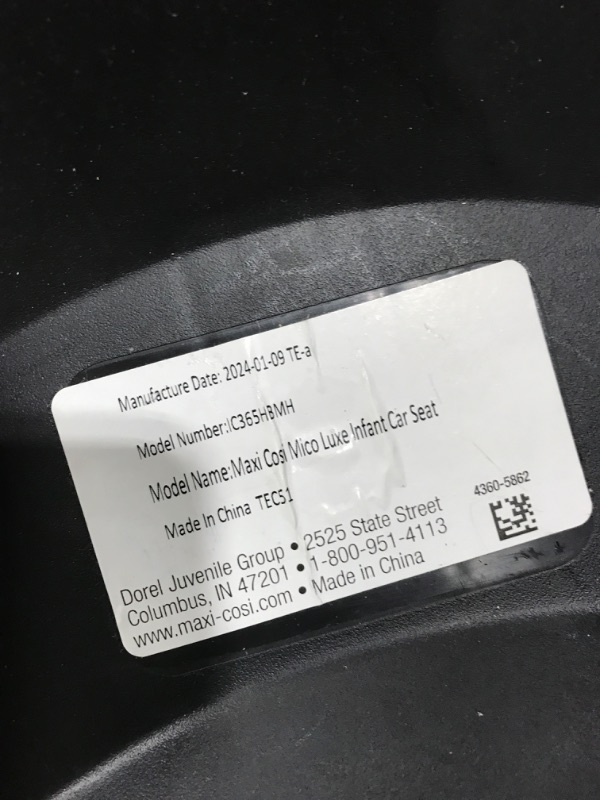 Manufacture Date: 2024-01-09 TE-a
Model Number:IC365HBMH
Model Name:Maxi Cosi Mico Luxe Infant Car Seat
Made In China TEC51
4360-5862
Dorel Juvenile Group • 2525 State Street
Columbus, IN 47201 • 1-800-951-4113
www.maxi-cosi.com • Made in China